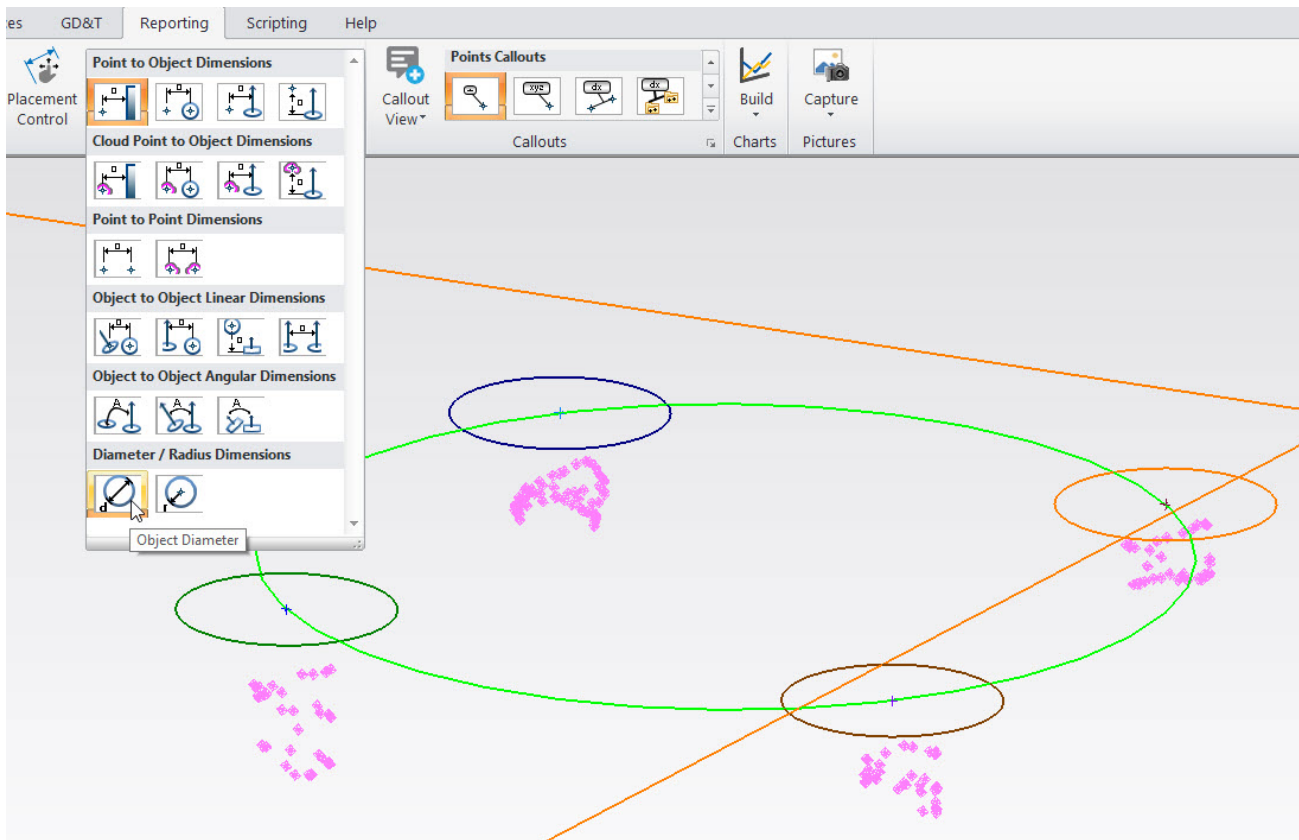 GD&T Reporting Scripting Help
Placement
Control
Point to Object Dimensions
Cloud Point to Object Dimensions
Point to Point Dimensions
Object to Object Linear Dimensions
Object to Object Angular Dimensions
A A A
Diameter / Radius Dimensions
d r
Object Diameter
Callout
View
Points Callouts
xyz dx dx
Callouts
Build
Charts
Capture
Pictures